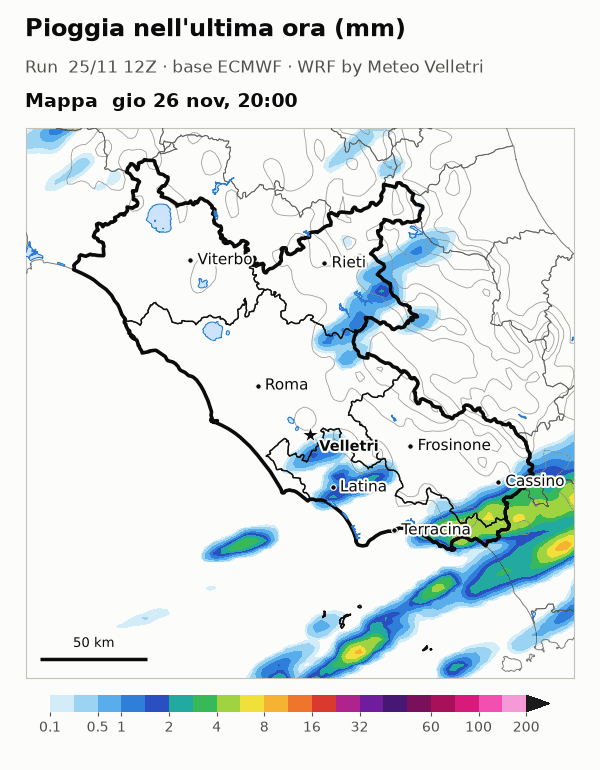 Pioggia nell'ultima ora (mm)
Run  25/11 12Z · base ECMWF · WRF by Meteo Velletri
Mappa  gio 26 nov, 20:00
Viterbo
Rieti
Roma
Velletri
Frosinone
Latina
Cassino
Terracina
50 km
0.1 0.5 1 2 4 8 16 32 60 100 200